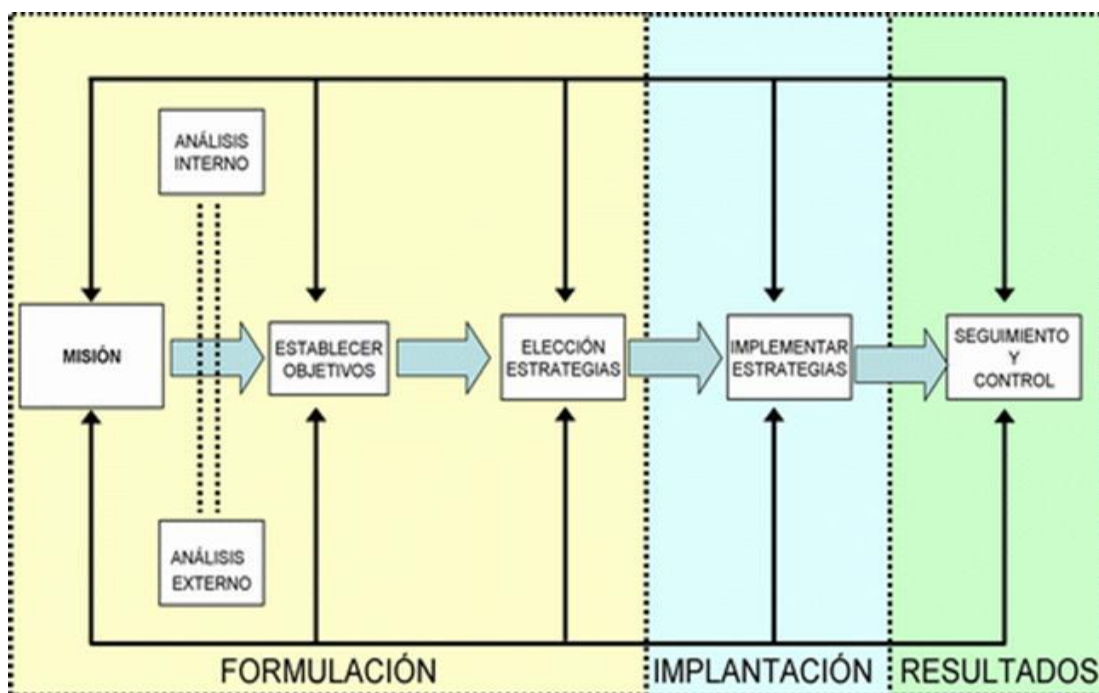 ANÁLISIS
INTERNO
MISIÓN
ESTABLECER
OBJETIVOS
ELECCIÓN
ESTRATEGIAS
IMPLEMENTAR
ESTRATEGIAS
SEGUIMIENTO
Y
CONTROL
ANÁLISIS
EXTERNO
FORMULACIÓN
IMPLANTACIÓN
RESULTADOS